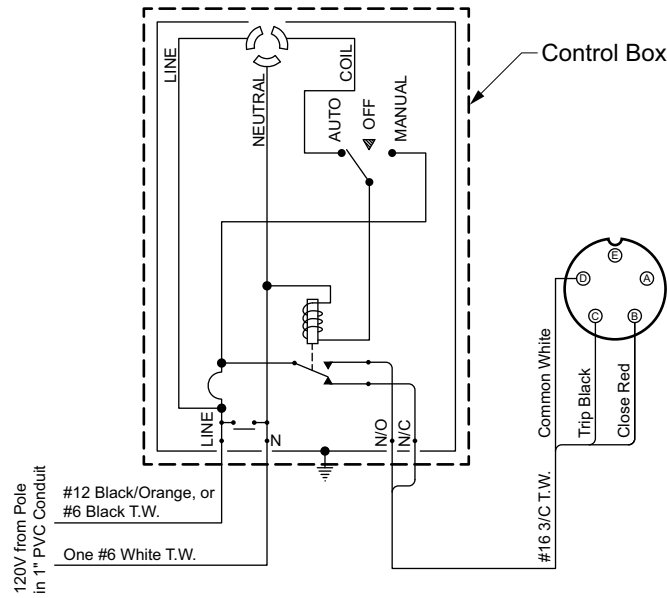 Control Box
LINE
NEUTRAL
COIL
AUTO
OFF
MANUAL
E
D
A
C
B
Common White
Trip Black
Close Red
#16 3/C T.W.
LINE
N
N/O
N/C
120V from Pole
in 1" PVC Conduit
#12 Black/Orange, or
#6 Black T.W.
One #6 White T.W.